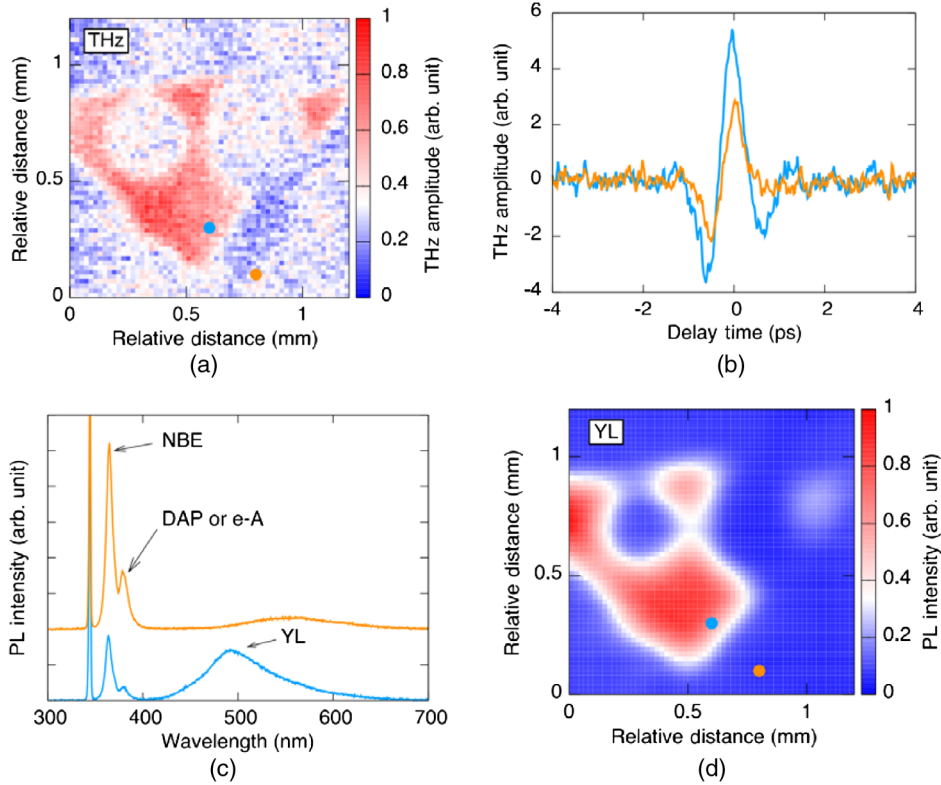 THz
Relative distance (mm)
1
0.5
0
0
0.5
1
Relative distance (mm)
1
0.8
0.6
0.4
0.2
0
THz amplitude (arb. unit)
(a)
THz amplitude (arb. unit)
6
4
2
0
-2
-4
-4
-2
0
2
4
Delay time (ps)
(b)
PL intensity (arb. unit)
NBE
DAP or e-A
YL
300
400
500
600
700
Wavelength (nm)
(c)
YL
Relative distance (mm)
1
0.5
0
0
0.5
1
Relative distance (mm)
1
0.8
0.6
0.4
0.2
0
PL intensity (arb. unit)
(d)